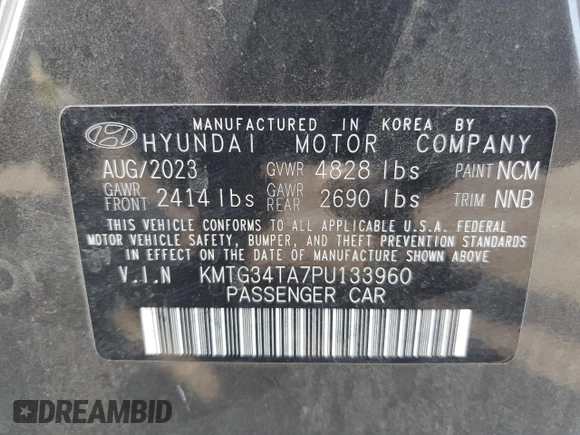 MANUFACTURED IN KOREA BY
HYUNDAI MOTOR COMPANY
AUG/2023 GVWR 4828 lbs PAINT NCM
GAWR FRONT 2414 lbs GAWR REAR 2690 lbs TRIM NNB
THIS VEHICLE CONFORMS TO ALL APPLICABLE U.S.A. FEDERAL
MOTOR VEHICLE SAFETY, BUMPER, AND THEFT PREVENTION
STANDARDS IN EFFECT ON THE DATE OF MANUFACTURE SHOWN ABOVE.
V.I.N KMTG34TA7PU133960
PASSENGER CAR
DREAMBID